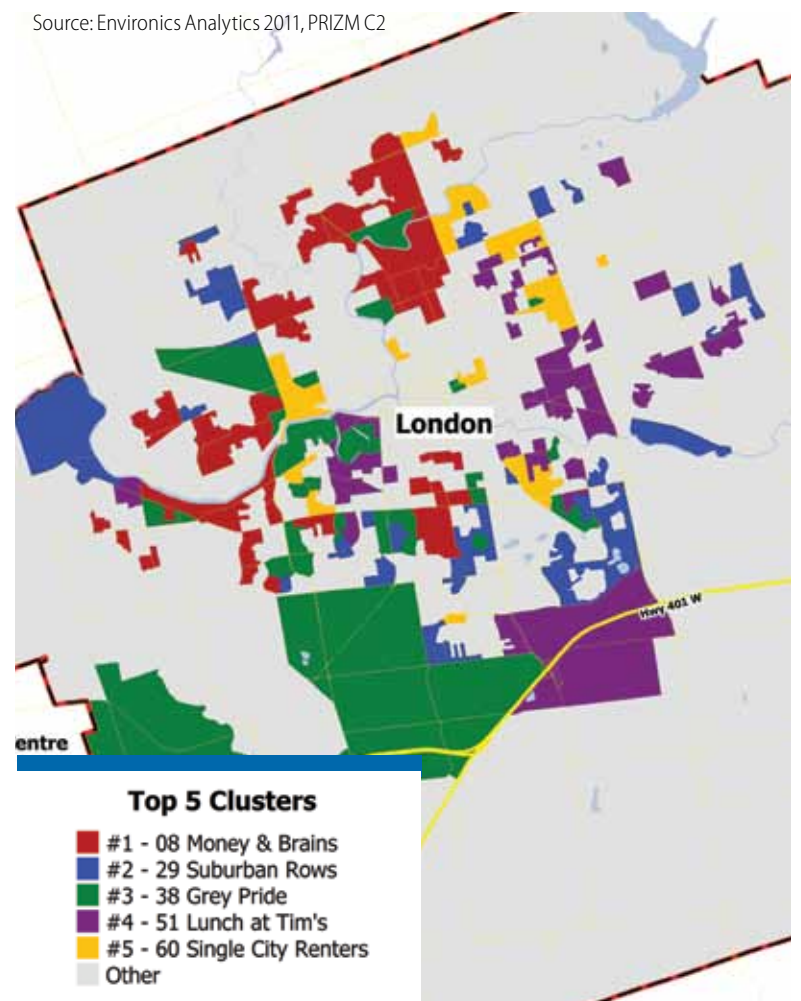 Source: Environics Analytics 2011, PRIZM C2
London
Hwy 401 W
entre
Top 5 Clusters
#1 - 08 Money & Brains
#2 - 29 Suburban Rows
#3 - 38 Grey Pride
#4 - 51 Lunch at Tim's
#5 - 60 Single City Renters
Other